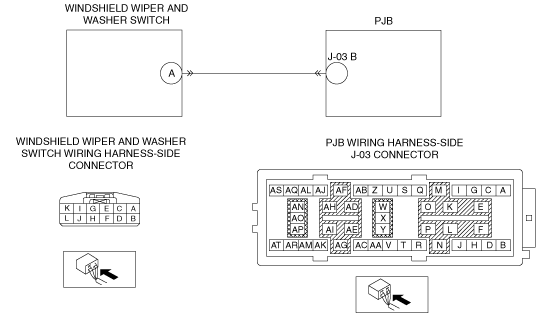 WINDSHIELD WIPER AND
WASHER SWITCH
PJB
A
J-03 B
WINDSHIELD WIPER AND WASHER
SWITCH WIRING HARNESS-SIDE
CONNECTOR
PJB WIRING HARNESS-SIDE
J-03 CONNECTOR
K I G E C A
L J H F D B
AS AQ AL AJ AF AB Z U S Q M I G C A
AN AH AD W O K E
AO X
AP AI AE Y P L F
AT AR AM AK AG AC AA V T R N J H D B